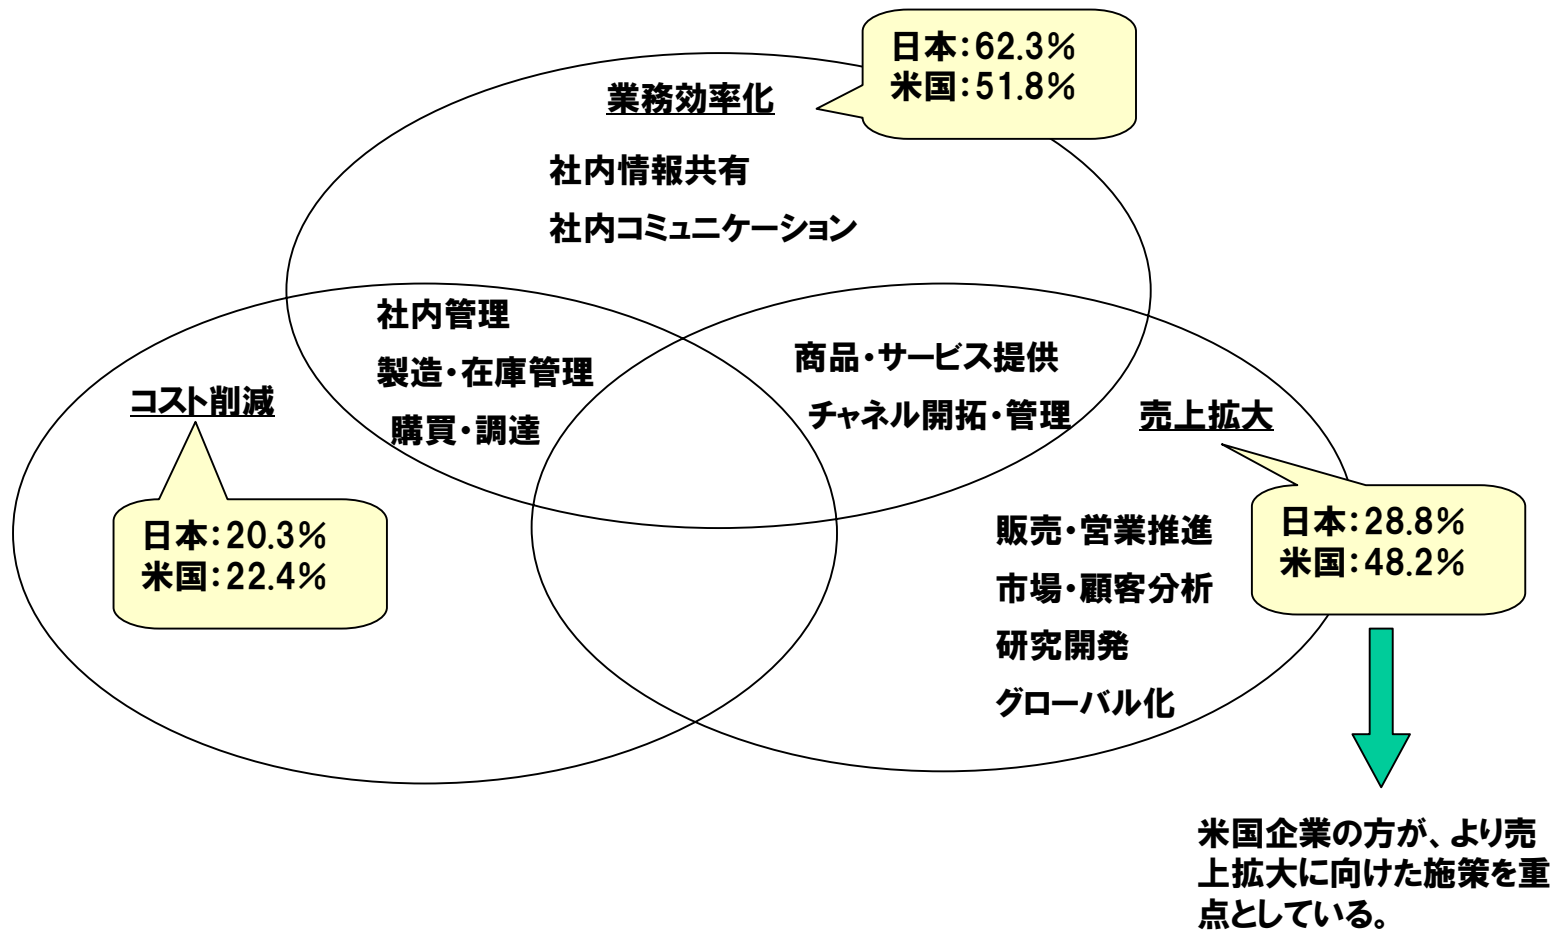 日本：62.3%
米国：51.8%
業務効率化
社内情報共有
社内コミュニケーション
社内管理
製造・在庫管理
購買・調達
商品・サービス提供
チャネル開拓・管理
コスト削減
日本：20.3%
米国：22.4%
売上拡大
日本：28.8%
米国：48.2%
販売・営業推進
市場・顧客分析
研究開発
グローバル化
米国企業の方が、より売
上拡大に向けた施策を重
点としている。